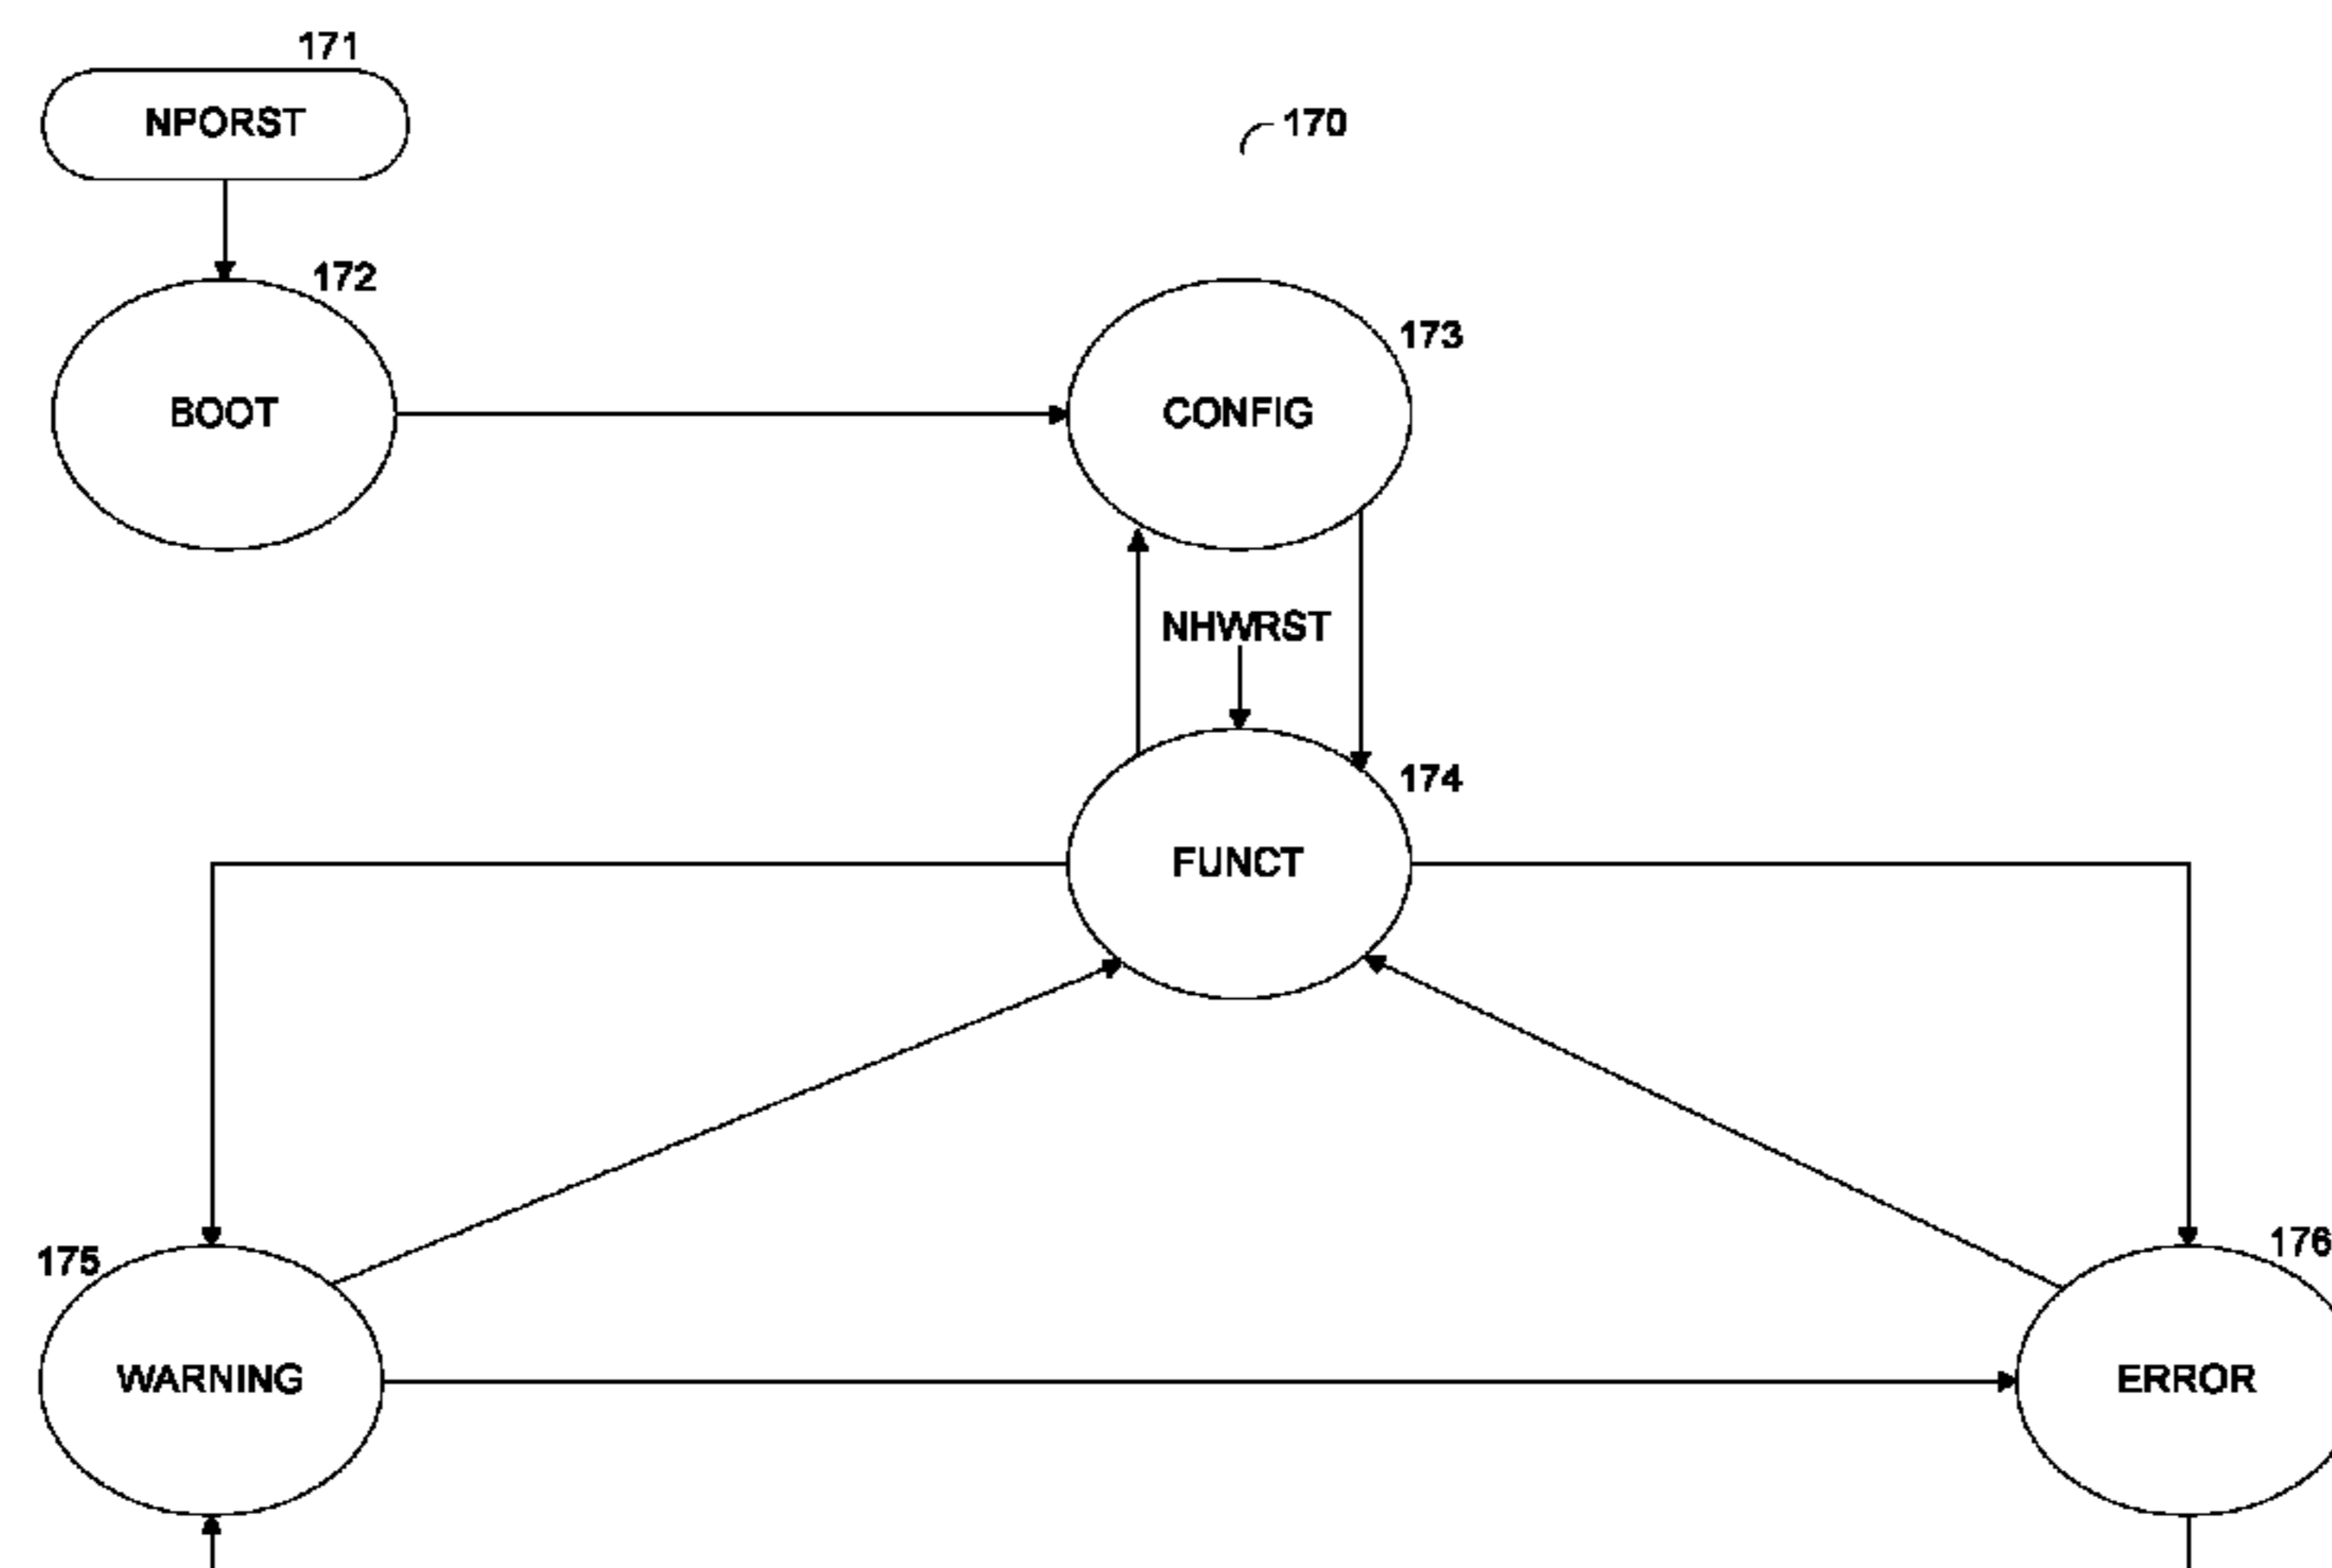 171
NPORST
170
172
BOOT
173
CONFIG
NHWRST
174
FUNCT
175
WARNING
176
ERROR